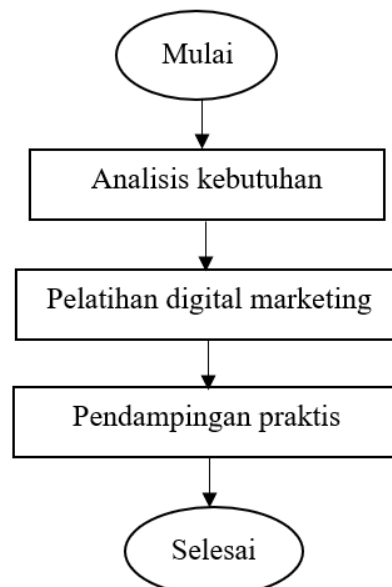 Mulai
Analisis kebutuhan
Pelatihan digital marketing
Pendampingan praktis
Selesai